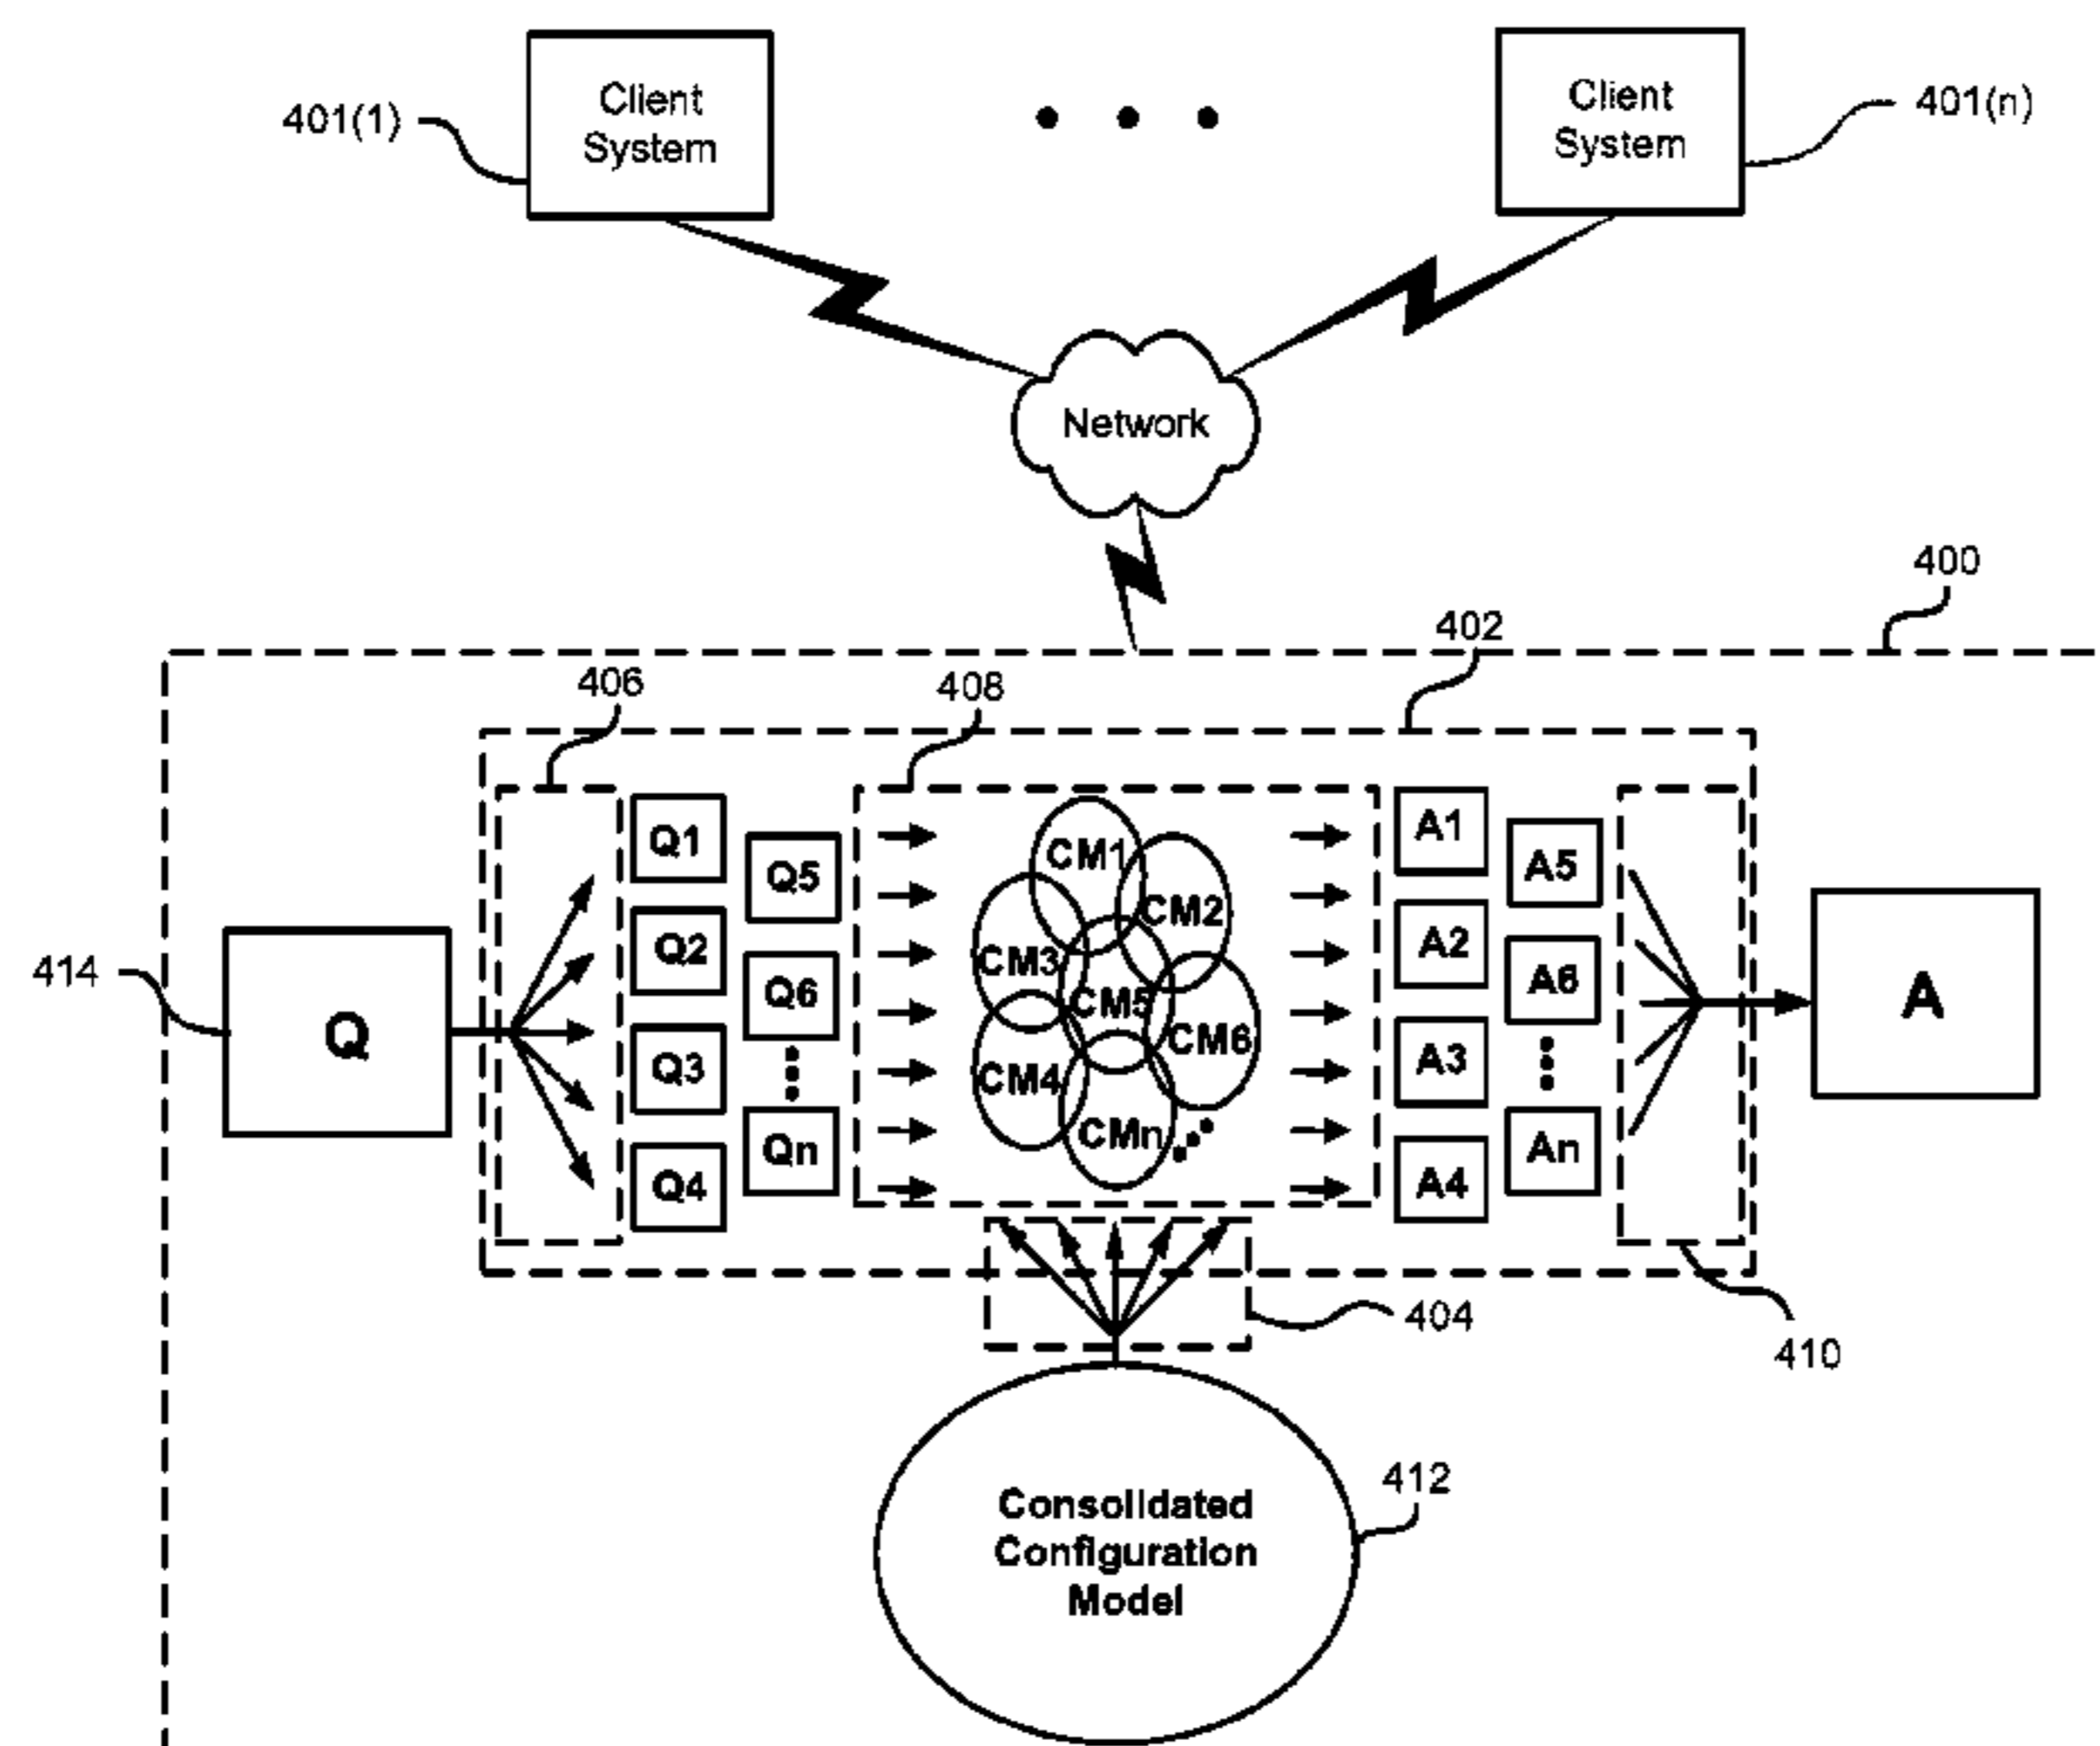 Client
System
401(1)
Client
System
401(n)
Network
400
402
406
408
Q1
Q5
Q2
Q6
Q3
Q4
Qn
CM1
CM2
CM3
CM5
CM6
CM4
CMn
A1
A5
A2
A6
A3
An
A4
414
Q
A
404
410
412
Consolidated
Configuration
Model